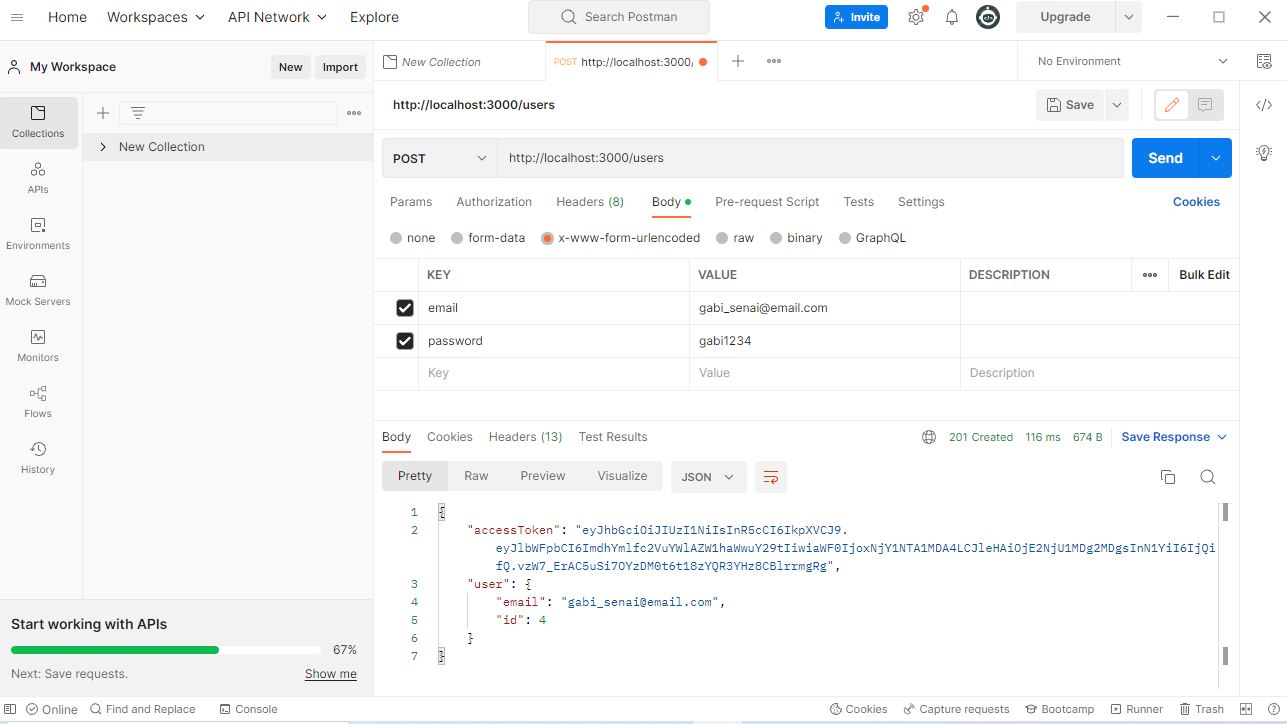 Home Workspaces API Network Explore Search Postman Invite Upgrade
My Workspace New Import
New Collection POST http://localhost:3000/ No Environment
Collections
APIs
Environments
Mock Servers
Monitors
Flows
History
New Collection
http://localhost:3000/users Save
POST http://localhost:3000/users Send
Params Authorization Headers (8) Body Pre-request Script Tests Settings Cookies
none form-data x-www-form-urlencoded raw binary GraphQL
KEY VALUE DESCRIPTION Bulk Edit
email gabi_senai@email.com
password gabi1234
Key Value Description
Body Cookies Headers (13) Test Results 201 Created 116 ms 674 B Save Response
Pretty Raw Preview Visualize JSON
1 {
2 "accessToken": "eyJhbGciOiJIUzI1NiIsInR5cCI6IkpXVCJ9.
eyJlbWFpbCI6ImdhYmlfc2VuYWlAZW1haWwuY29tIiwiaWF0IjoxNjY1NTA1MDA4LCJleHAiOjE2NjU1MDg2MDgsInN1YiI6IjQi
fQ.vzW7_ErAC5uSi7OYzDM0t6t18zYQR3YHz8CBlrrmgRg",
3 "user": {
4 "email": "gabi_senai@email.com",
5 "id": 4
6 }
7 }
Start working with APIs
67%
Next: Save requests. Show me
Online Find and Replace Console Cookies Capture requests Bootcamp Runner Trash